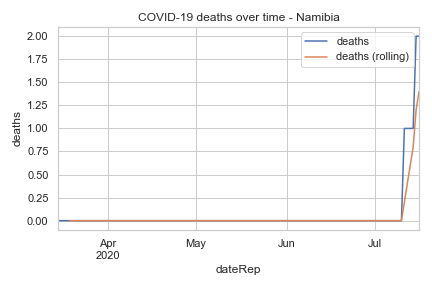 COVID-19 deaths over time - Namibia
deaths
deaths (rolling)
2.00
1.75
1.50
1.25
1.00
0.75
0.50
0.25
0.00
deaths
Apr
2020
May
Jun
Jul
dateRep